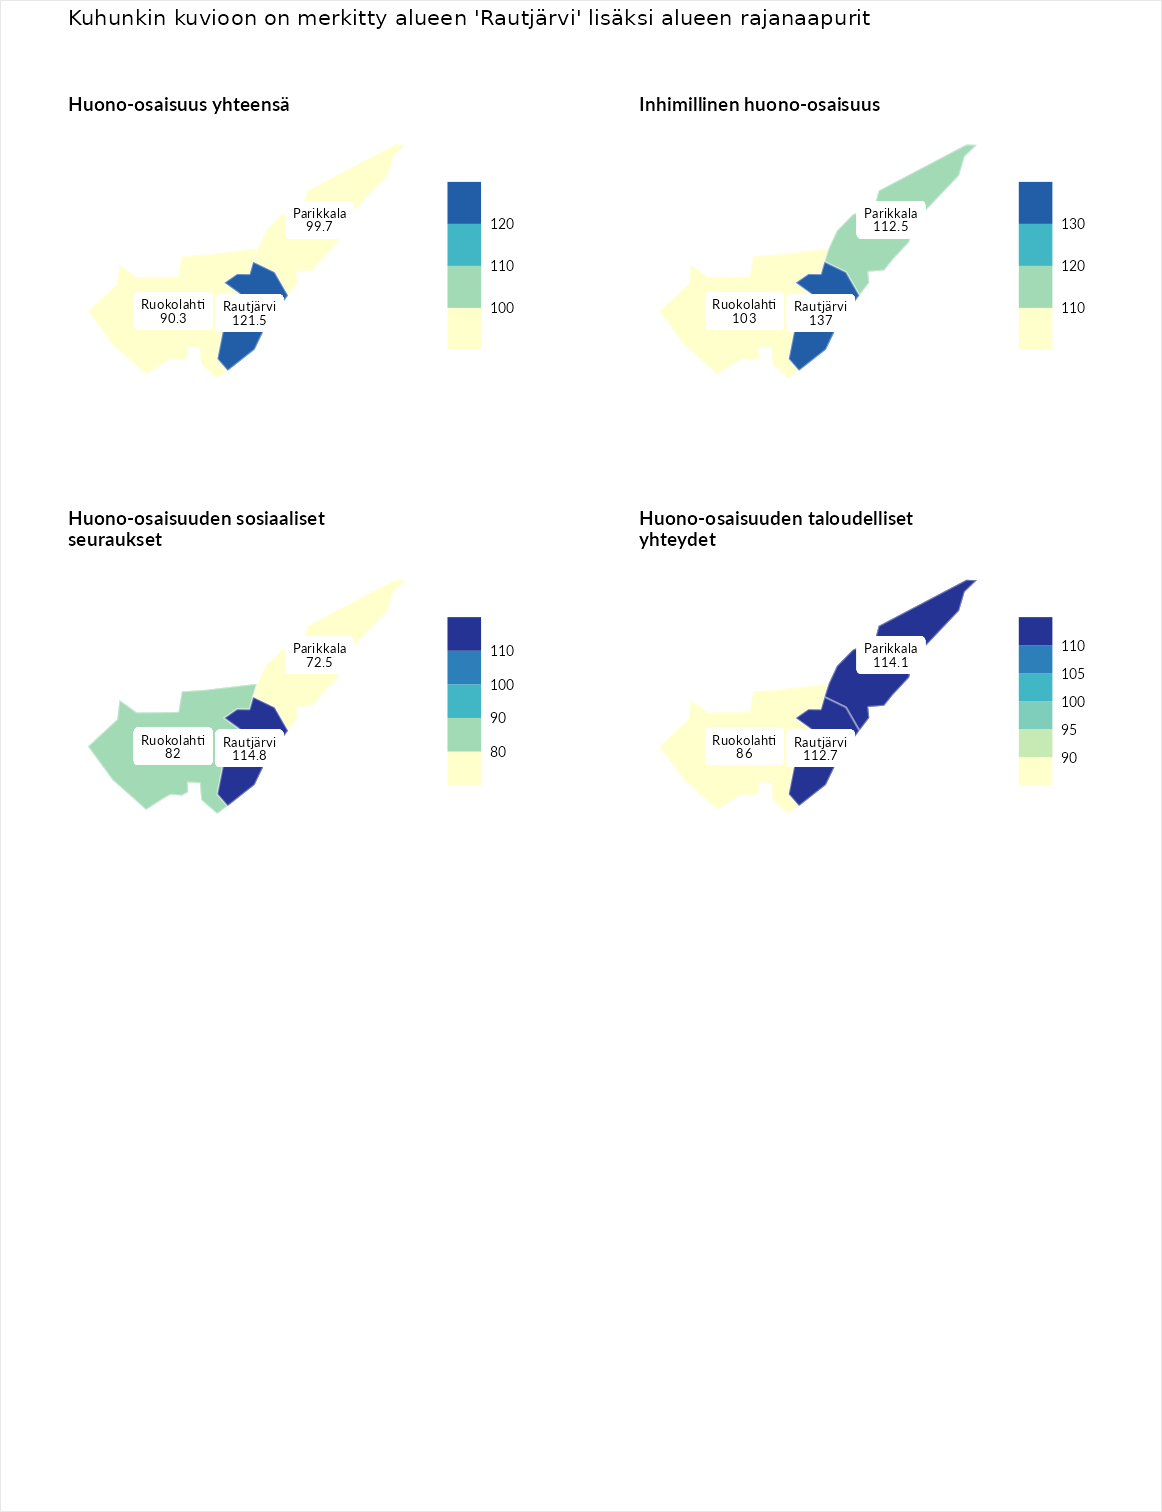 Kuhunkin kuvioon on merkitty alueen 'Rautjärvi' lisäksi alueen rajanaapurit
Huono-osaisuus yhteensä
Parikkala
99.7
Ruokolahti
90.3
Rautjärvi
121.5
120
110
100
Inhimillinen huono-osaisuus
Parikkala
112.5
Ruokolahti
103
Rautjärvi
137
130
120
110
Huono-osaisuuden sosiaaliset
seuraukset
Parikkala
72.5
Ruokolahti
82
Rautjärvi
114.8
110
100
90
80
Huono-osaisuuden taloudelliset
yhteydet
Parikkala
114.1
Ruokolahti
86
Rautjärvi
112.7
110
105
100
95
90